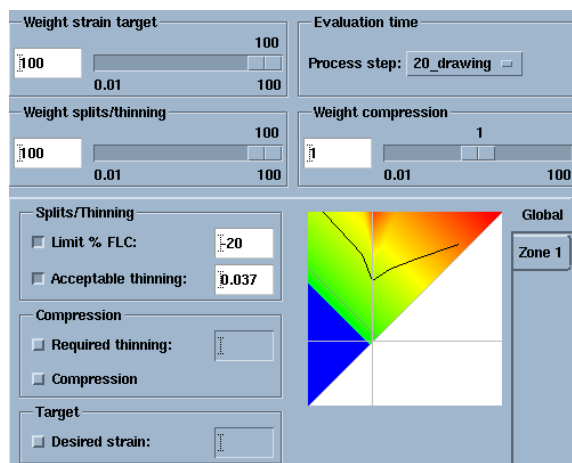 Weight strain target
100
100
0.01 100
Evaluation time
Process step: 20_drawing
Weight splits/thinning
100
100
0.01 100
Weight compression
1
1
0.01 100
Splits/Thinning
Limit % FLC: -20
Acceptable thinning: 0.037
Compression
Required thinning:
Compression
Target
Desired strain:
Global
Zone 1